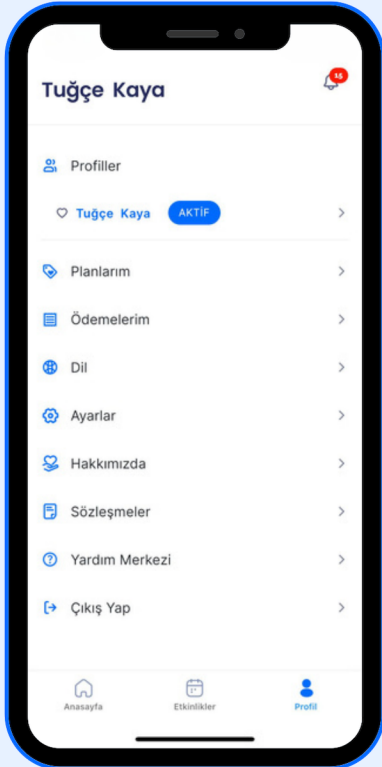 Tuğçe Kaya
15
Profiller
Tuğçe Kaya AKTİF
Planlarım
Ödemelerim
Dil
Ayarlar
Hakkımızda
Sözleşmeler
Yardım Merkezi
Çıkış Yap
Anasayfa Etkinlikler Profil